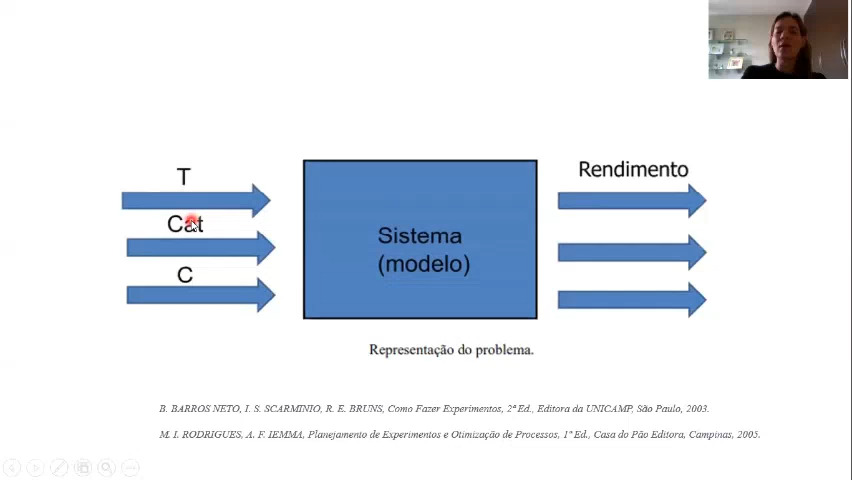 T
Cat
C
Sistema
(modelo)
Rendimento
Representação do problema.
B. BARROS NETO, I. S. SCARMINIO, R. E. BRUNS, Como Fazer Experimentos, 2ª Ed., Editora da UNICAMP, São Paulo, 2003.
M. I. RODRIGUES, A. F. IEMMA, Planejamento de Experimentos e Otimização de Processos, 1ª Ed., Casa do Pão Editora, Campinas, 2005.